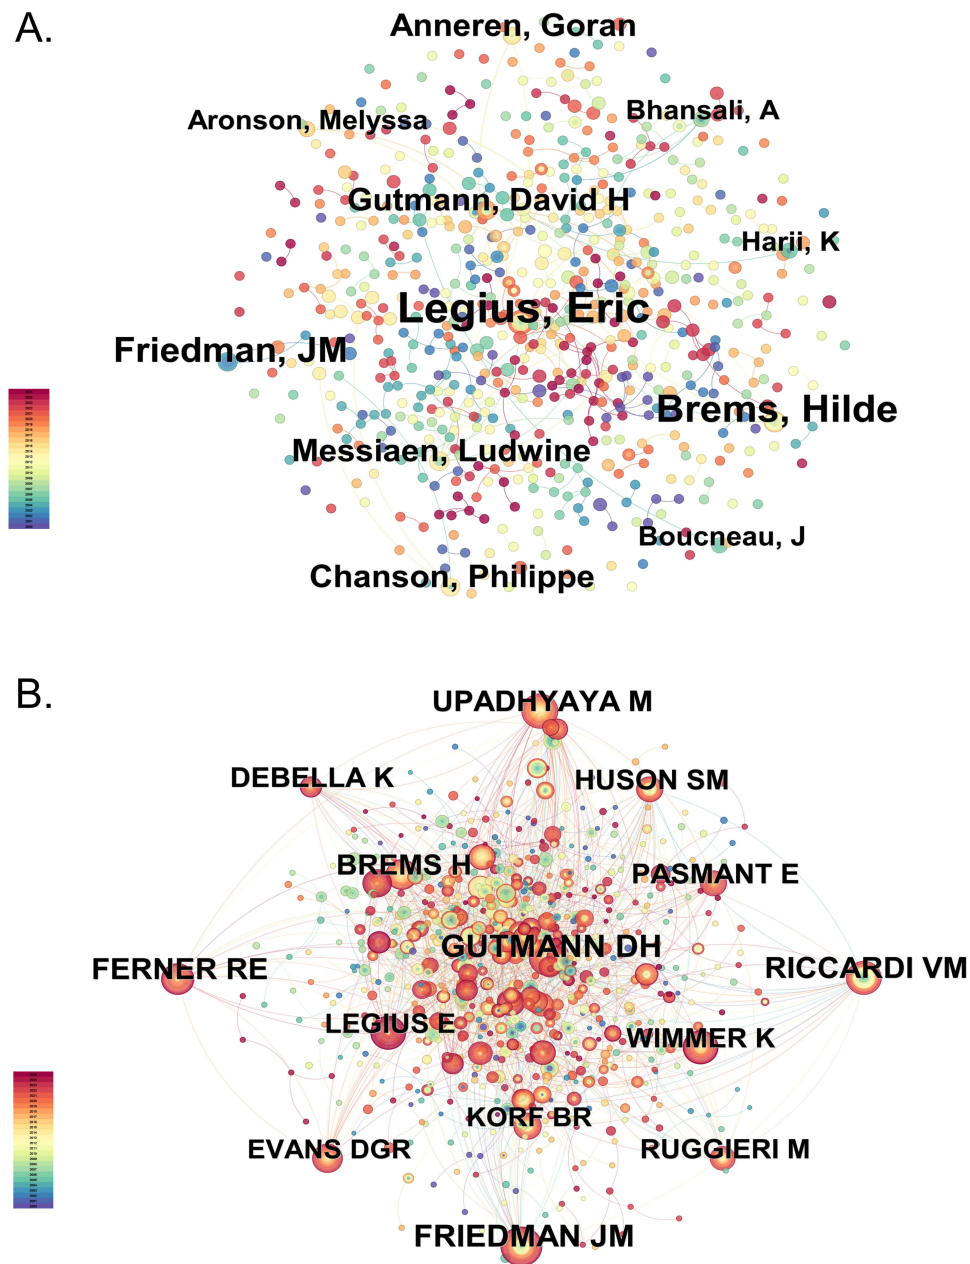 A.
Anneren, Goran
Bhansali, A
Aronson, Melyssa
Gutmann, David H
Harii, K
Legius, Eric
Friedman, JM
Brems, Hilde
Messiaen, Ludwine
Boucneau, J
Chanson, Philippe
B.
UPADHYAYA M
DEBELLA K
HUSON SM
BREMS H
PASMANT E
GUTMANN DH
FERNER RE
RICCARDI VM
LEGIUS E
WIMMER K
KORF BR
EVANS DGR
RUGGIERI M
FRIEDMAN JM